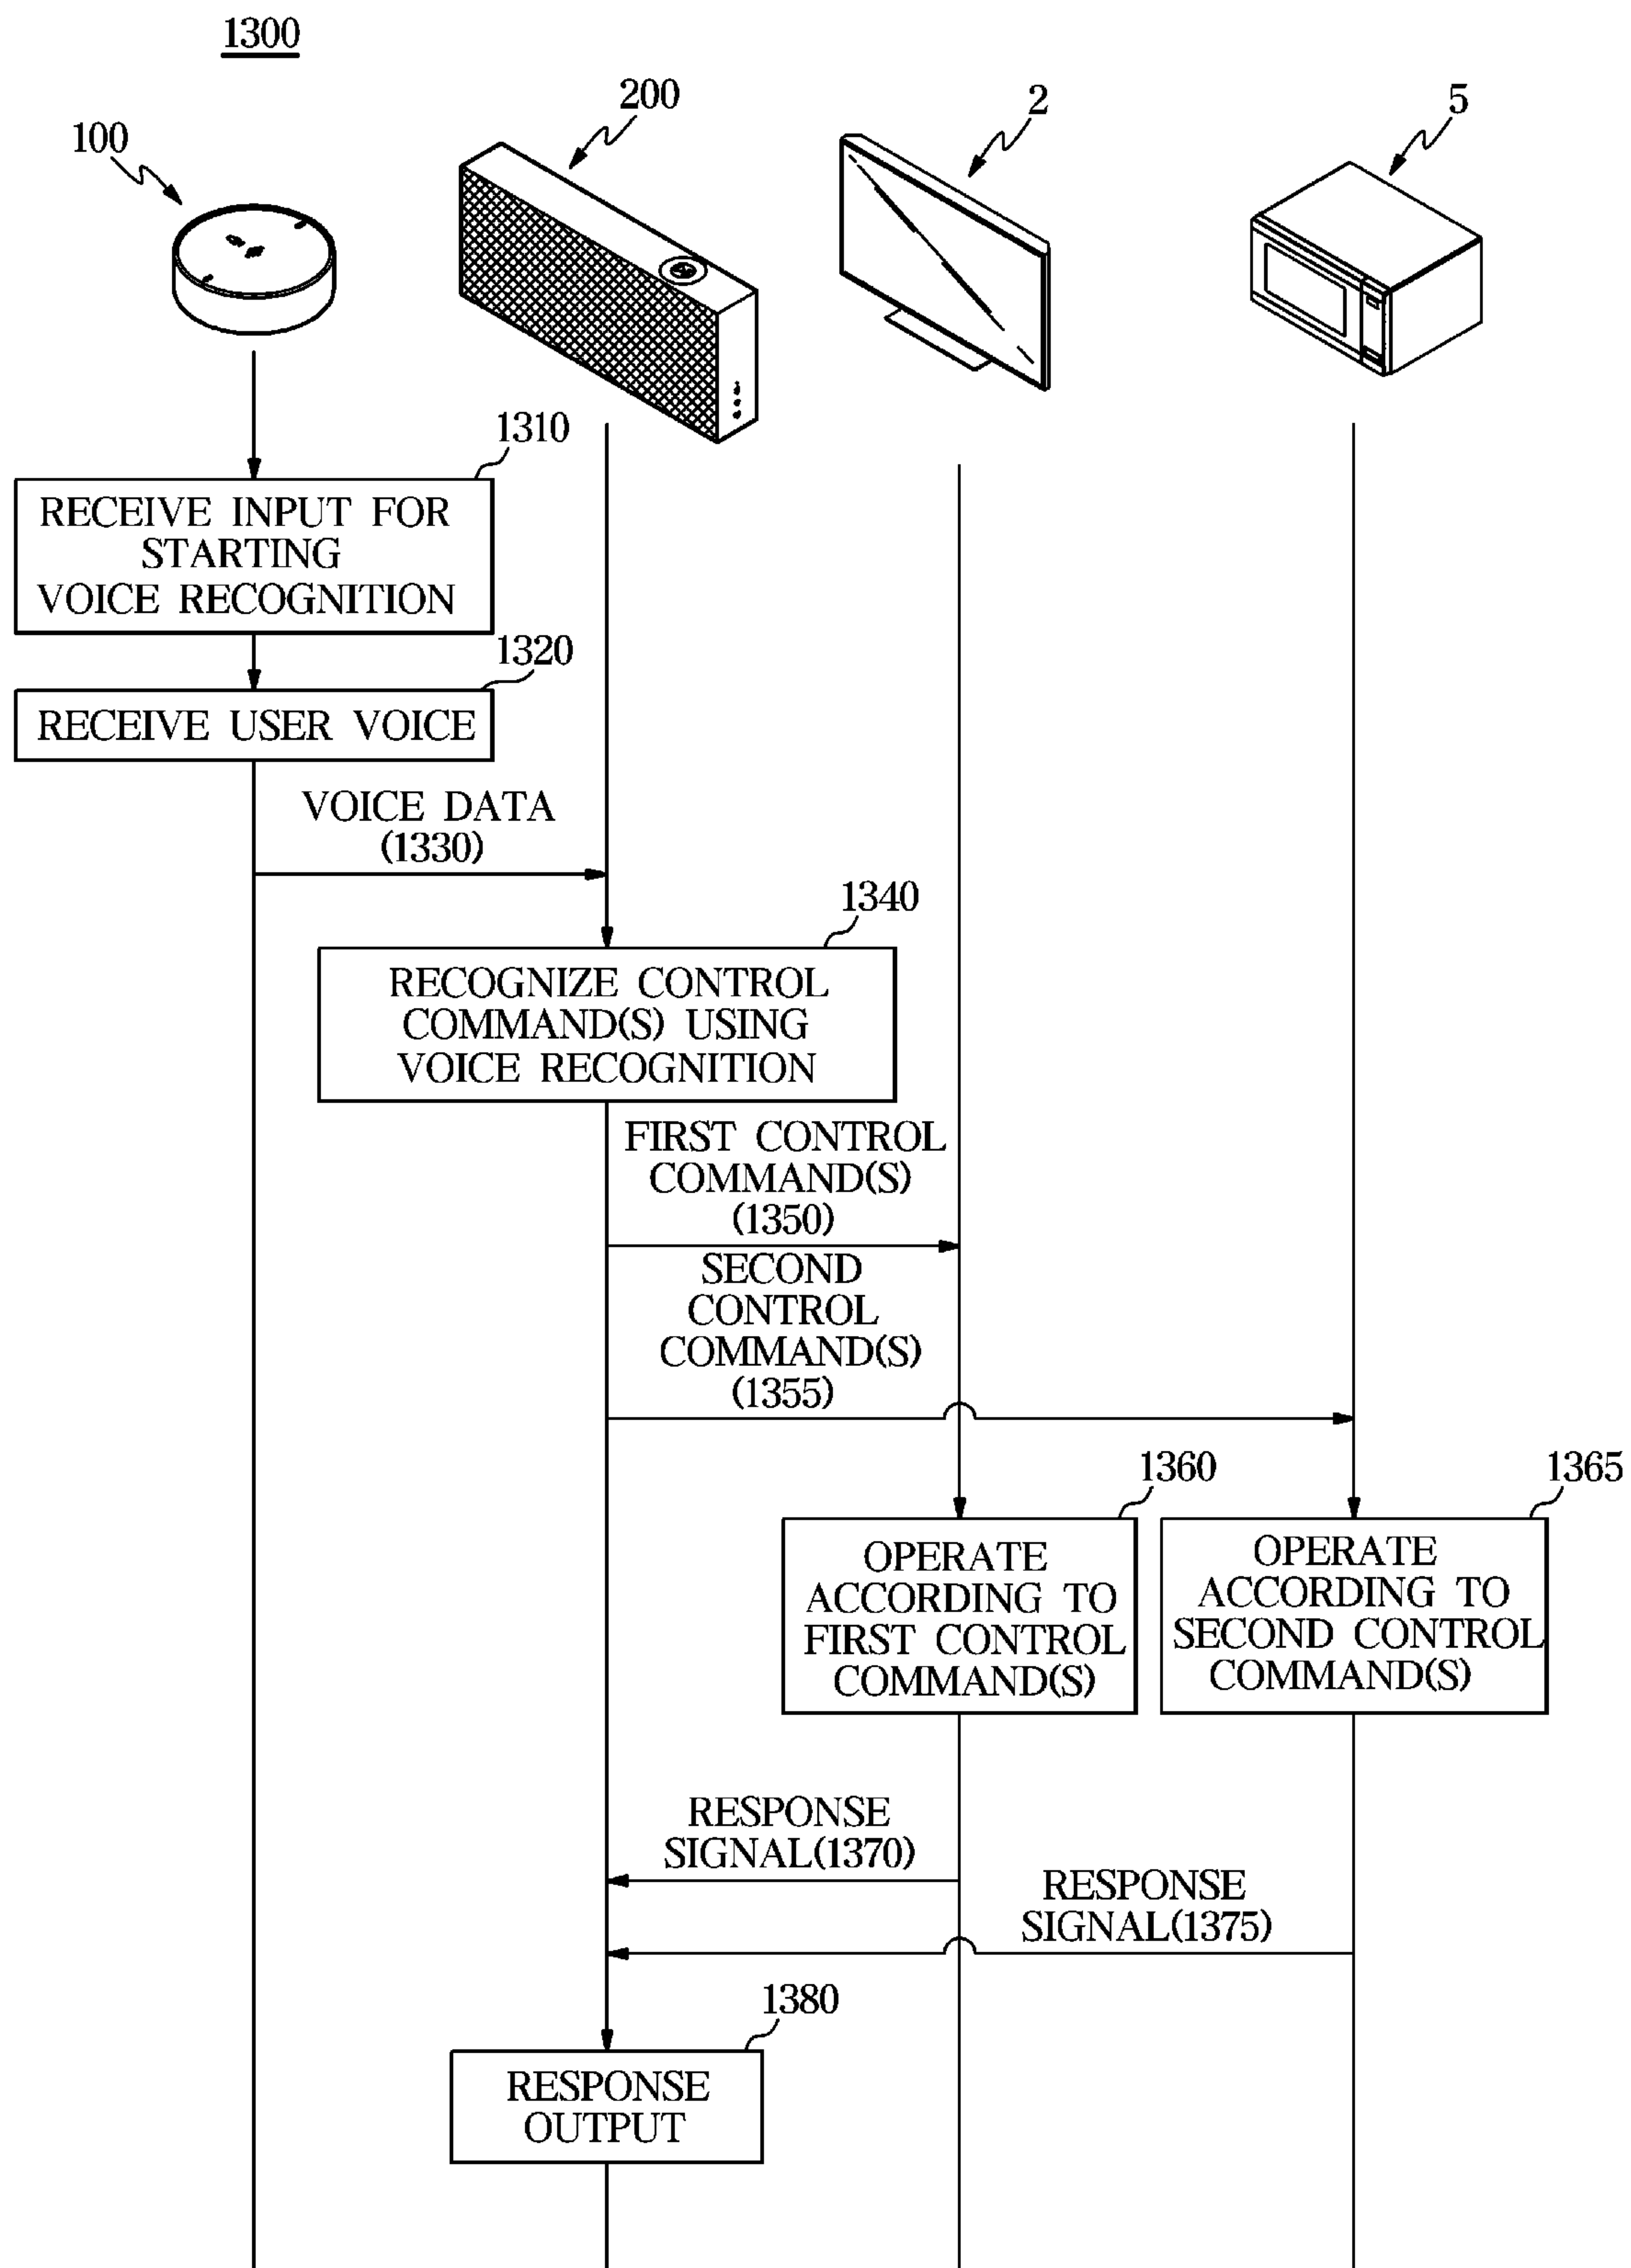 1300
100
200
2
5
1310
RECEIVE INPUT FOR
STARTING
VOICE RECOGNITION
1320
RECEIVE USER VOICE
VOICE DATA
(1330)
1340
RECOGNIZE CONTROL
COMMAND(S) USING
VOICE RECOGNITION
FIRST CONTROL
COMMAND(S)
(1350)
SECOND
CONTROL
COMMAND(S)
(1355)
1360
OPERATE
ACCORDING TO
FIRST CONTROL
COMMAND(S)
1365
OPERATE
ACCORDING TO
SECOND CONTROL
COMMAND(S)
RESPONSE
SIGNAL(1370)
RESPONSE
SIGNAL(1375)
1380
RESPONSE
OUTPUT